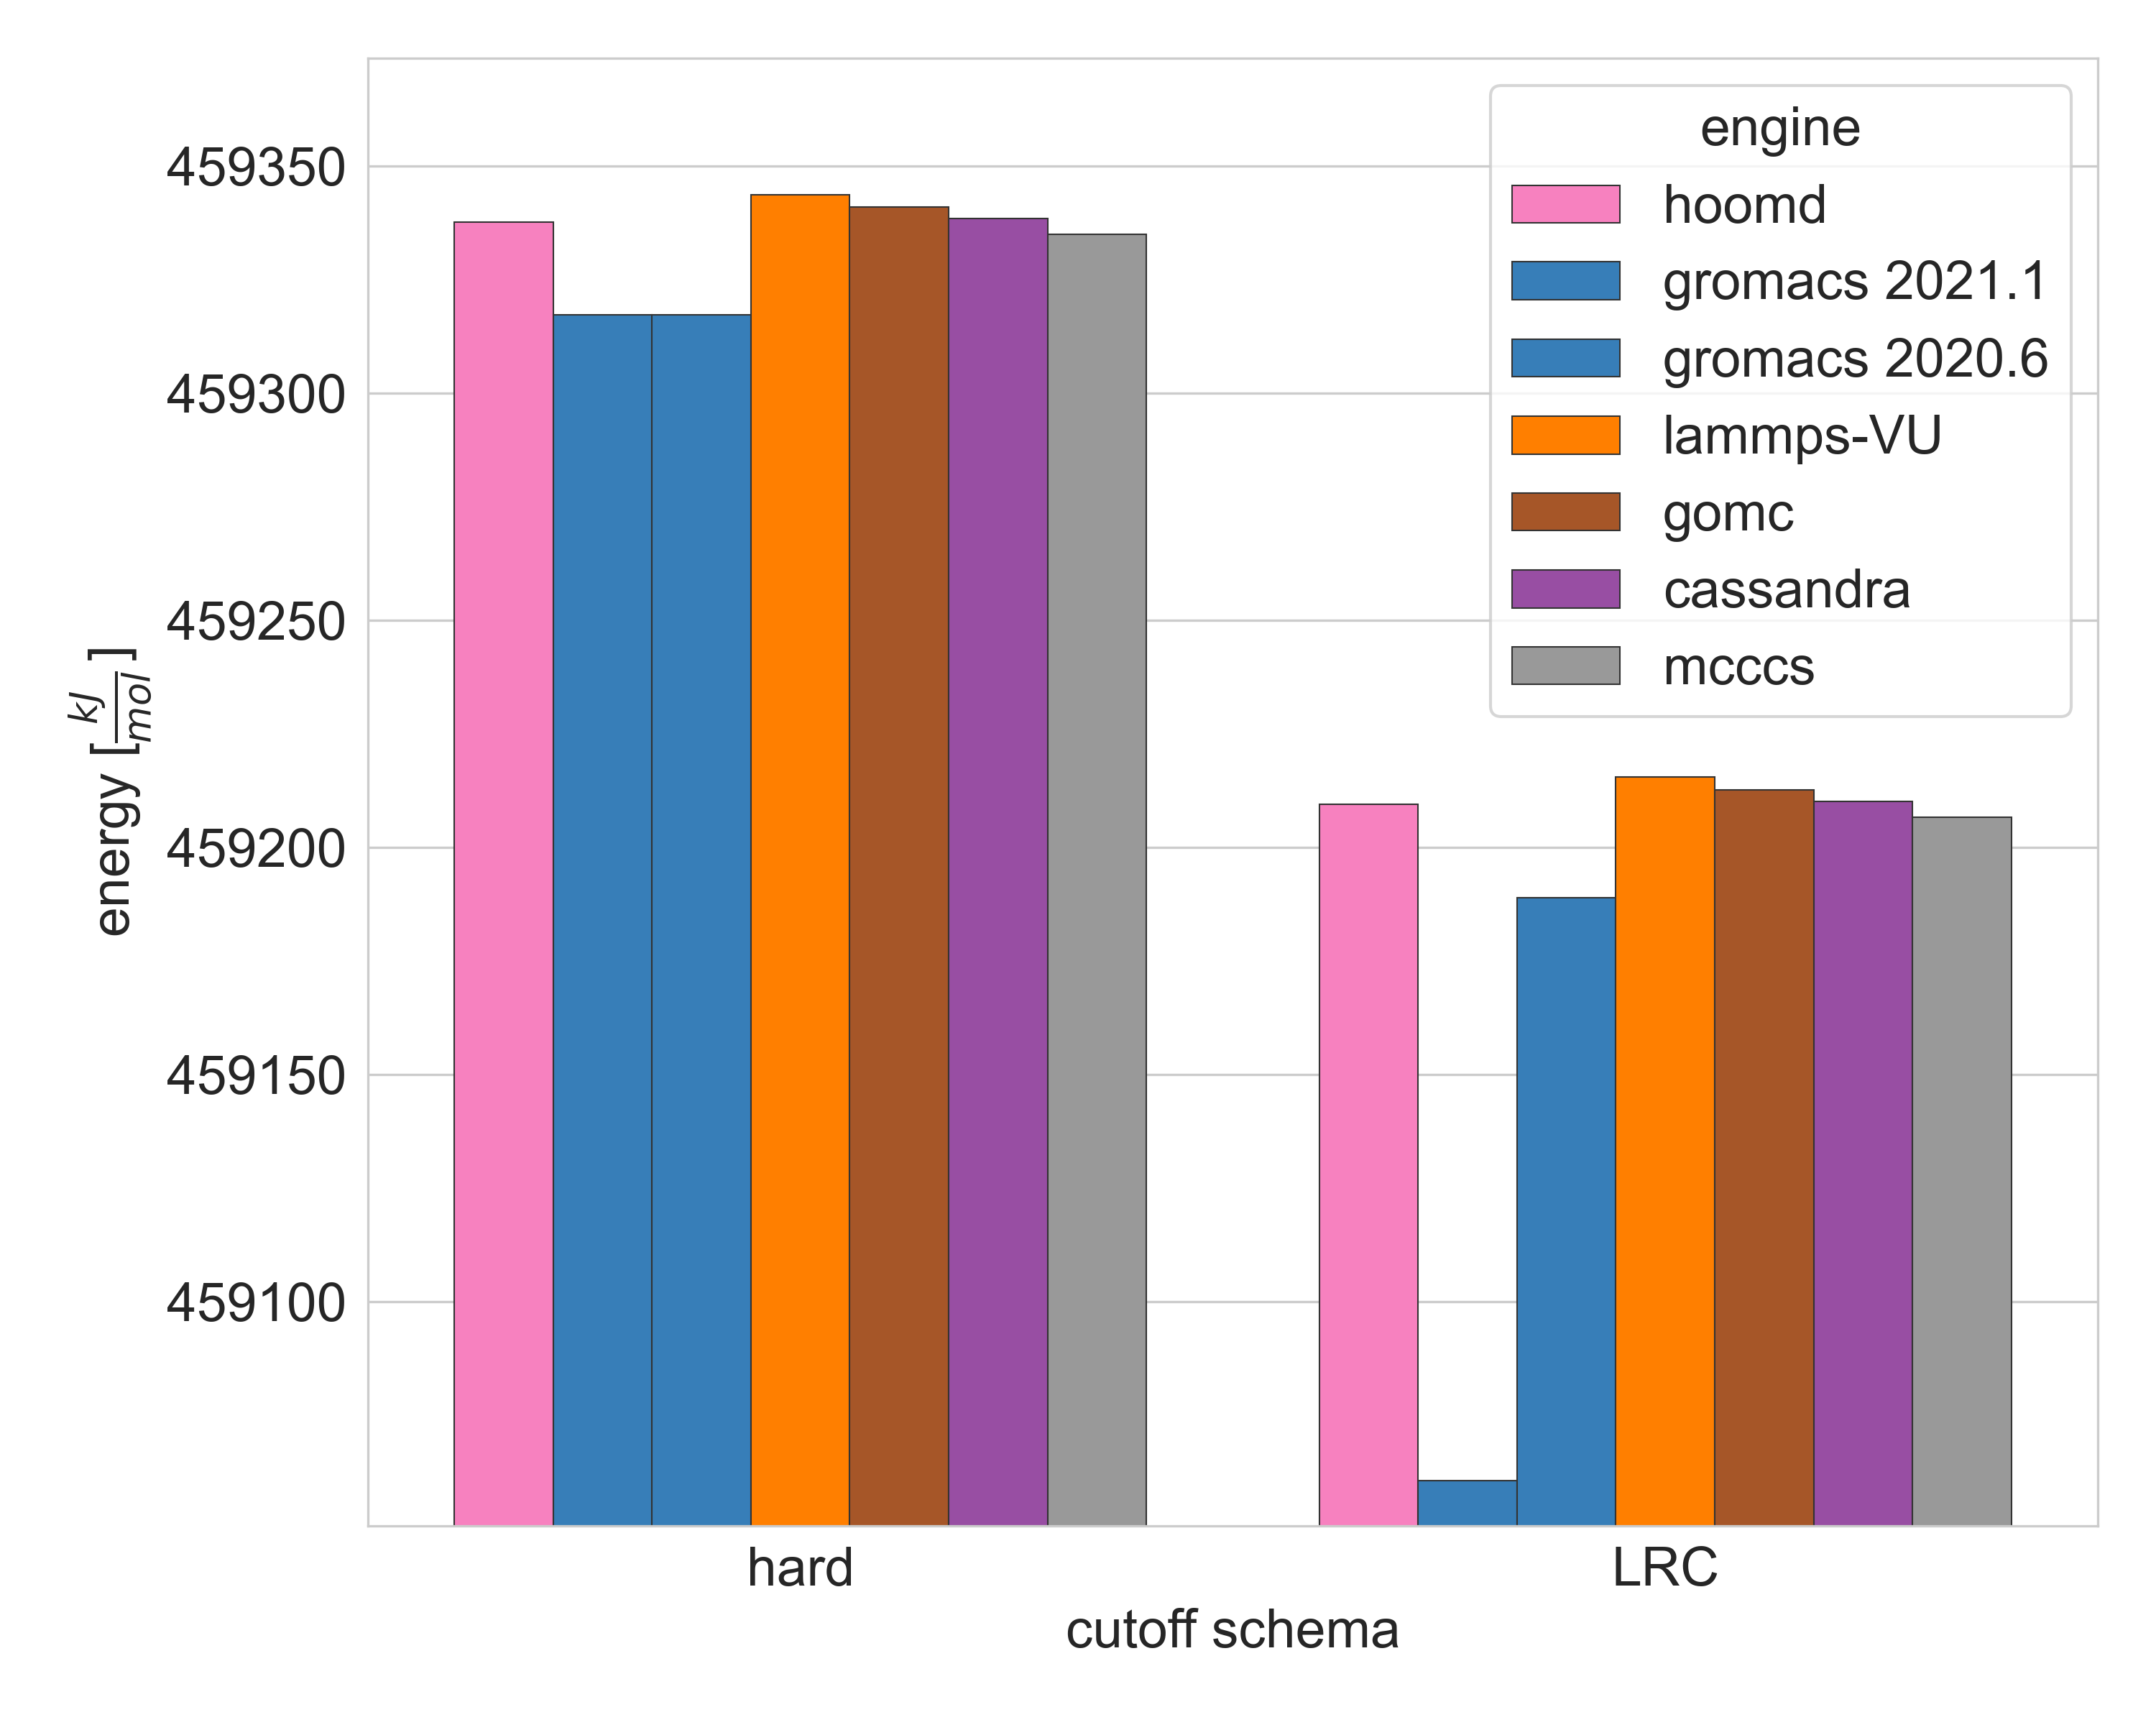 energy [kJ/mol]
459350
459300
459250
459200
459150
459100
engine
hoomd
gromacs 2021.1
gromacs 2020.6
lammps-VU
gomc
cassandra
mcccs
hard
LRC
cutoff schema